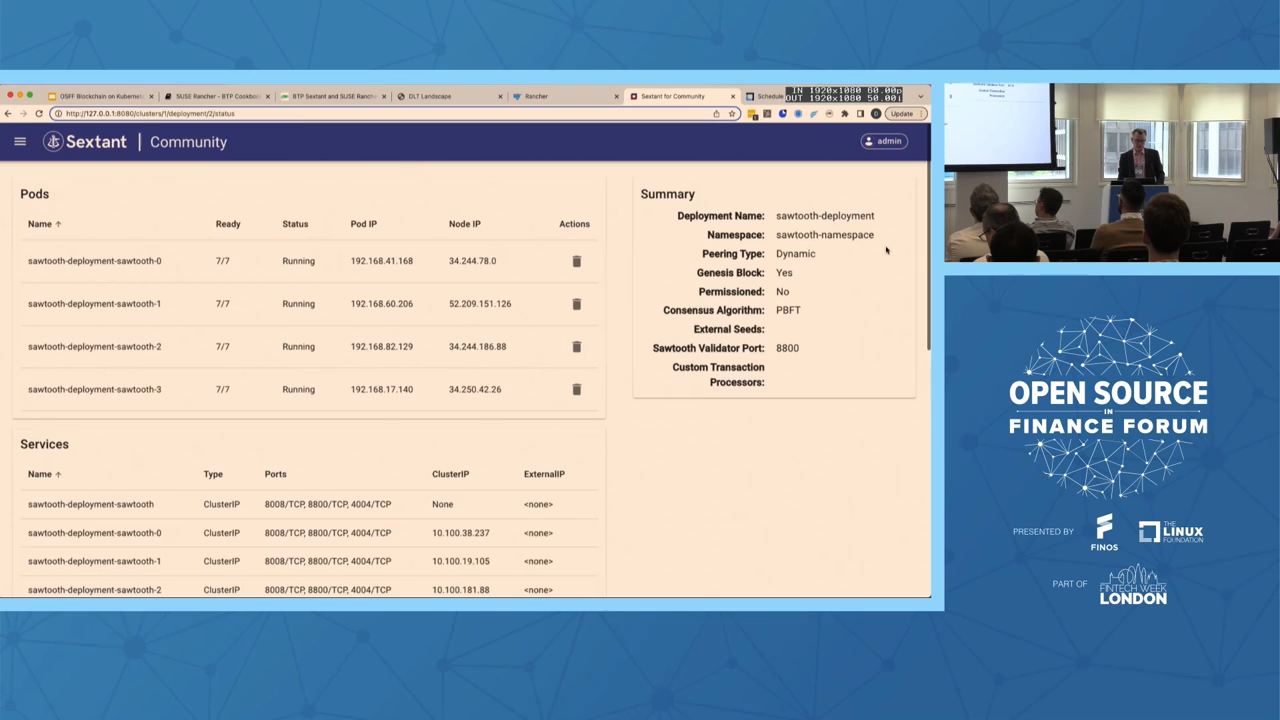 OSFF Blockchain on Kubernet
SUSE Rancher - BTP Cookboo
BTP Sextant and SUSE Ranche
DLT Landscape
Rancher
Sextant for Community
Schedule
IN 1920x1080 60.00p
OUT 1920x1080 50.00i
http://127.0.0.1:8080/clusters/1/deployment/2/status
Update
Sextant | Community
admin
Pods
Name ↑ Ready Status Pod IP Node IP Actions
sawtooth-deployment-sawtooth-0 7/7 Running 192.168.41.168 34.244.78.0
sawtooth-deployment-sawtooth-1 7/7 Running 192.168.60.206 52.209.151.126
sawtooth-deployment-sawtooth-2 7/7 Running 192.168.82.129 34.244.186.88
sawtooth-deployment-sawtooth-3 7/7 Running 192.168.17.140 34.250.42.26
Services
Name ↑ Type Ports ClusterIP ExternalIP
sawtooth-deployment-sawtooth ClusterIP 8008/TCP, 8800/TCP, 4004/TCP None <none>
sawtooth-deployment-sawtooth-0 ClusterIP 8008/TCP, 8800/TCP, 4004/TCP 10.100.38.237 <none>
sawtooth-deployment-sawtooth-1 ClusterIP 8008/TCP, 8800/TCP, 4004/TCP 10.100.19.105 <none>
sawtooth-deployment-sawtooth-2 ClusterIP 8008/TCP, 8800/TCP, 4004/TCP 10.100.181.88 <none>
Summary
Deployment Name: sawtooth-deployment
Namespace: sawtooth-namespace
Peering Type: Dynamic
Genesis Block: Yes
Permissioned: No
Consensus Algorithm: PBFT
External Seeds:
Sawtooth Validator Port: 8800
Custom Transaction
Processors:
OPEN SOURCE
IN
FINANCE FORUM
PRESENTED BY
FINOS
THE
LINUX
FOUNDATION
PART OF
FINTECH WEEK
LONDON